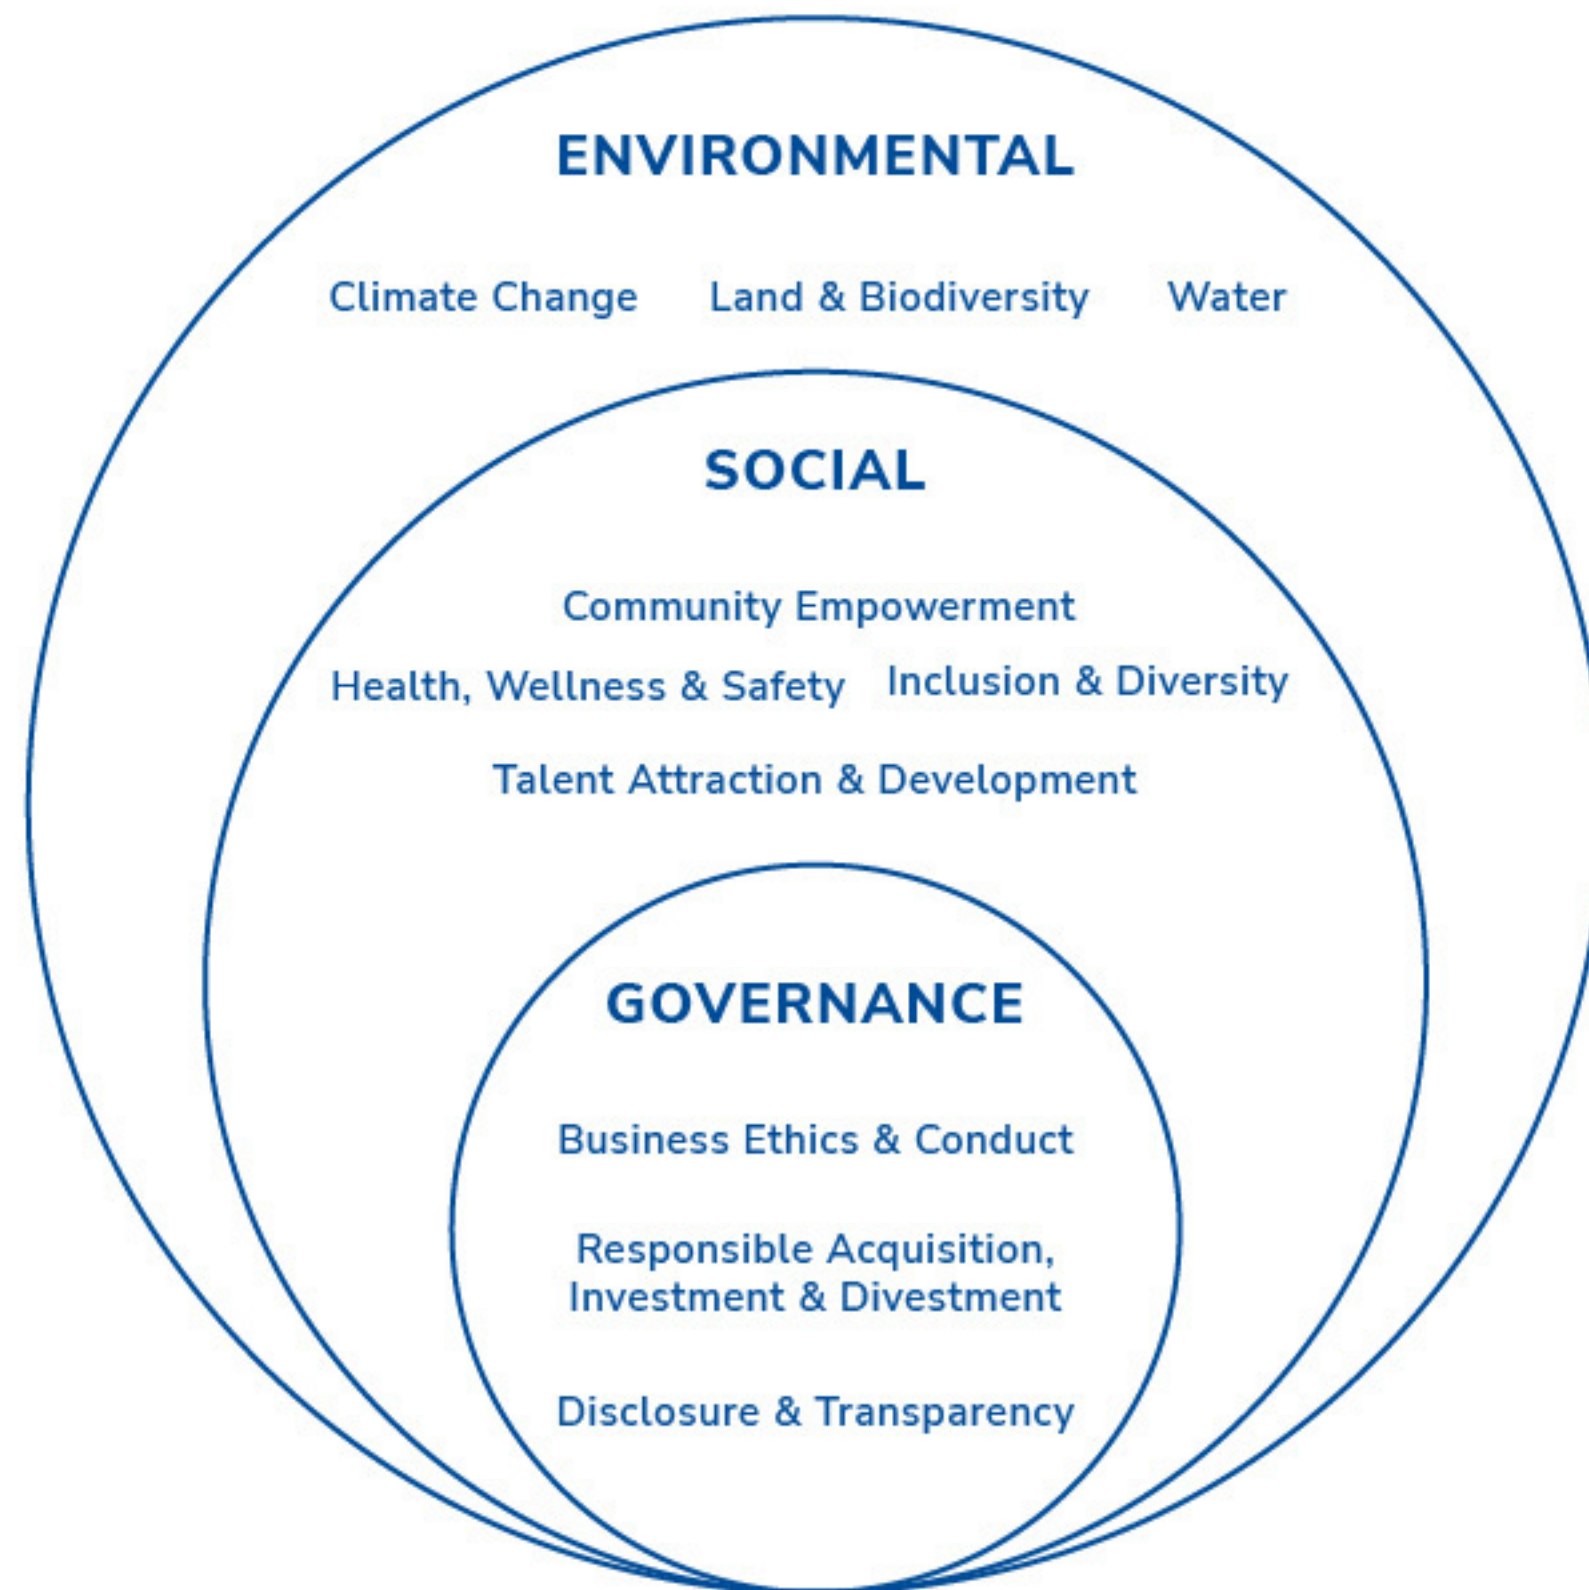 ENVIRONMENTAL
Climate Change Land & Biodiversity Water
SOCIAL
Community Empowerment
Health, Wellness & Safety Inclusion & Diversity
Talent Attraction & Development
GOVERNANCE
Business Ethics & Conduct
Responsible Acquisition,
Investment & Divestment
Disclosure & Transparency